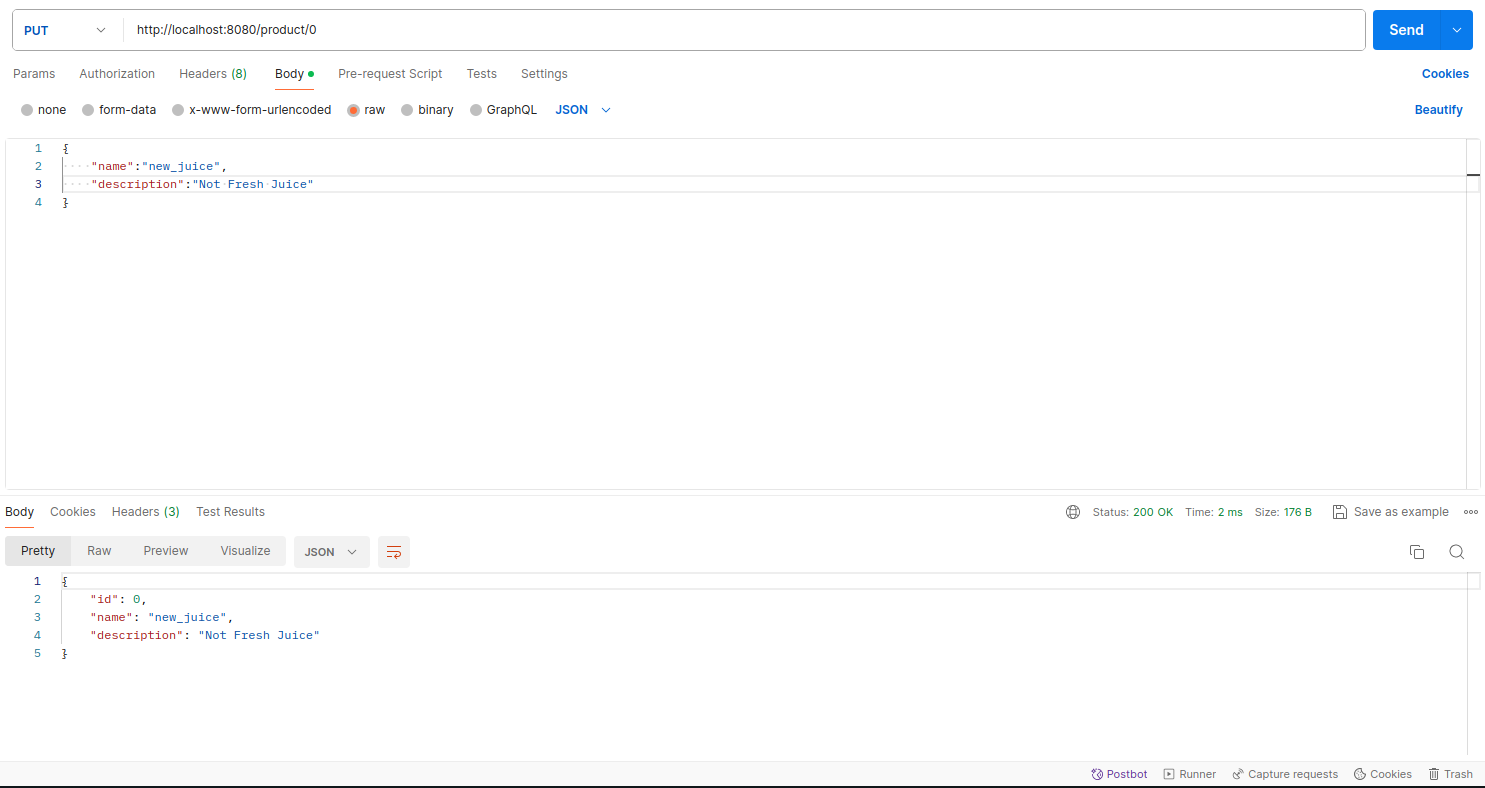 PUT http://localhost:8080/product/0 Send
Params Authorization Headers (8) Body Pre-request Script Tests Settings Cookies
none form-data x-www-form-urlencoded raw binary GraphQL JSON Beautify
1 {
2 "name":"new_juice",
3 "description":"Not Fresh Juice"
4 }
Body Cookies Headers (3) Test Results Status: 200 OK Time: 2 ms Size: 176 B Save as example
Pretty Raw Preview Visualize JSON
1 {
2 "id": 0,
3 "name": "new_juice",
4 "description": "Not Fresh Juice"
5 }
Postbot Runner Capture requests Cookies Trash